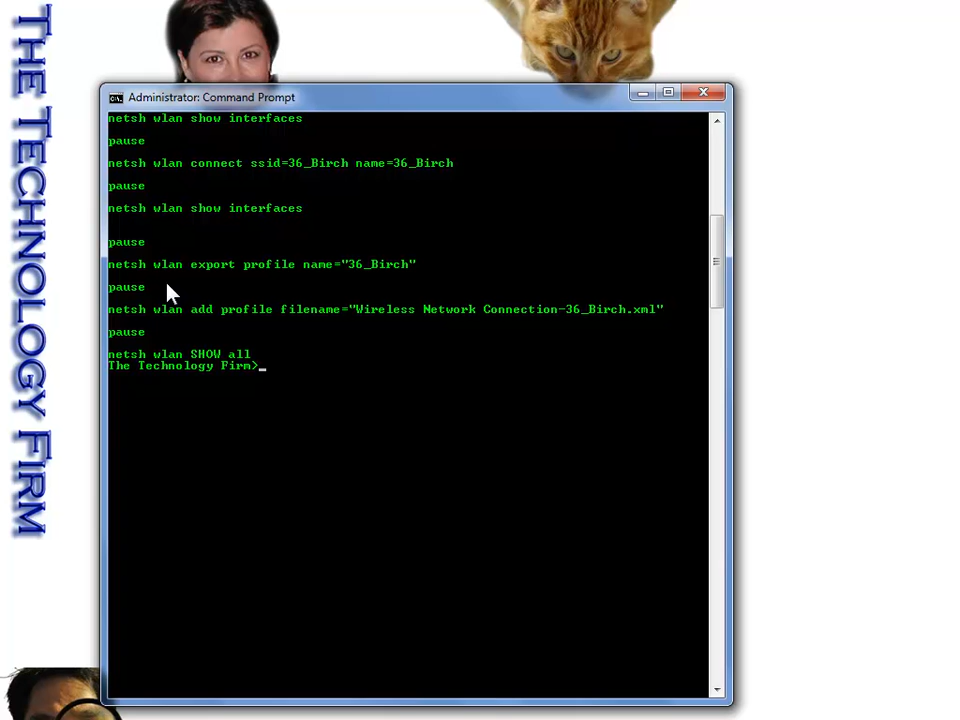 THE TECHNOLOGY FIRM
Administrator: Command Prompt
netsh wlan show interfaces
pause
netsh wlan connect ssid=36_Birch name=36_Birch
pause
netsh wlan show interfaces
pause
netsh wlan export profile name="36_Birch"
pause
netsh wlan add profile filename="Wireless Network Connection-36_Birch.xml"
pause
netsh wlan SHOW all
The Technology Firm>_